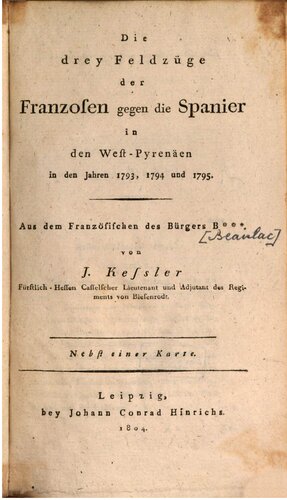 Die
drey Feldzüge
der
Franzosen gegen die Spanier
in
den West-Pyrenäen
in den Jahren 1793, 1794 und 1795.
Aus dem Französischen des Bürgers B***
[Beaulac]
von
J. Kessler
Fürstlich-Hessen Casselscher Lieutenant und Adjutant des Regi-
ments von Biesenrodt.
Nebst einer Karte.
Leipzig,
bey Johann Conrad Hinrichs.
1804.